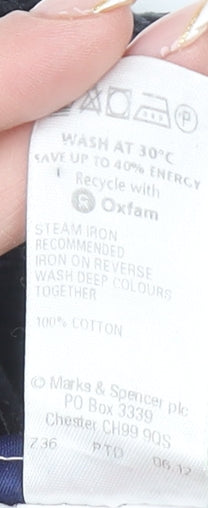 P
WASH AT 30°C
SAVE UP TO 40% ENERGY
Recycle with
Oxfam
STEAM IRON
RECOMMENDED
IRON ON REVERSE
WASH DEEP COLOURS
TOGETHER
100% COTTON
© Marks & Spencer plc
PO Box 3339
Chester CH99 9QS
Z36 PTO 06 12